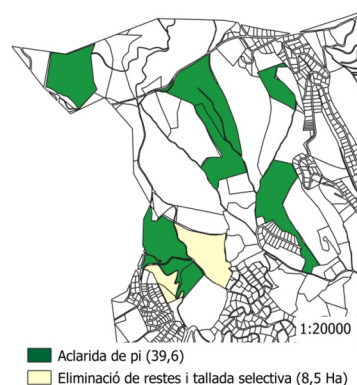 1:20000
Aclarida de pi (39,6)
Eliminació de restes i tallada selectiva (8,5 Ha)